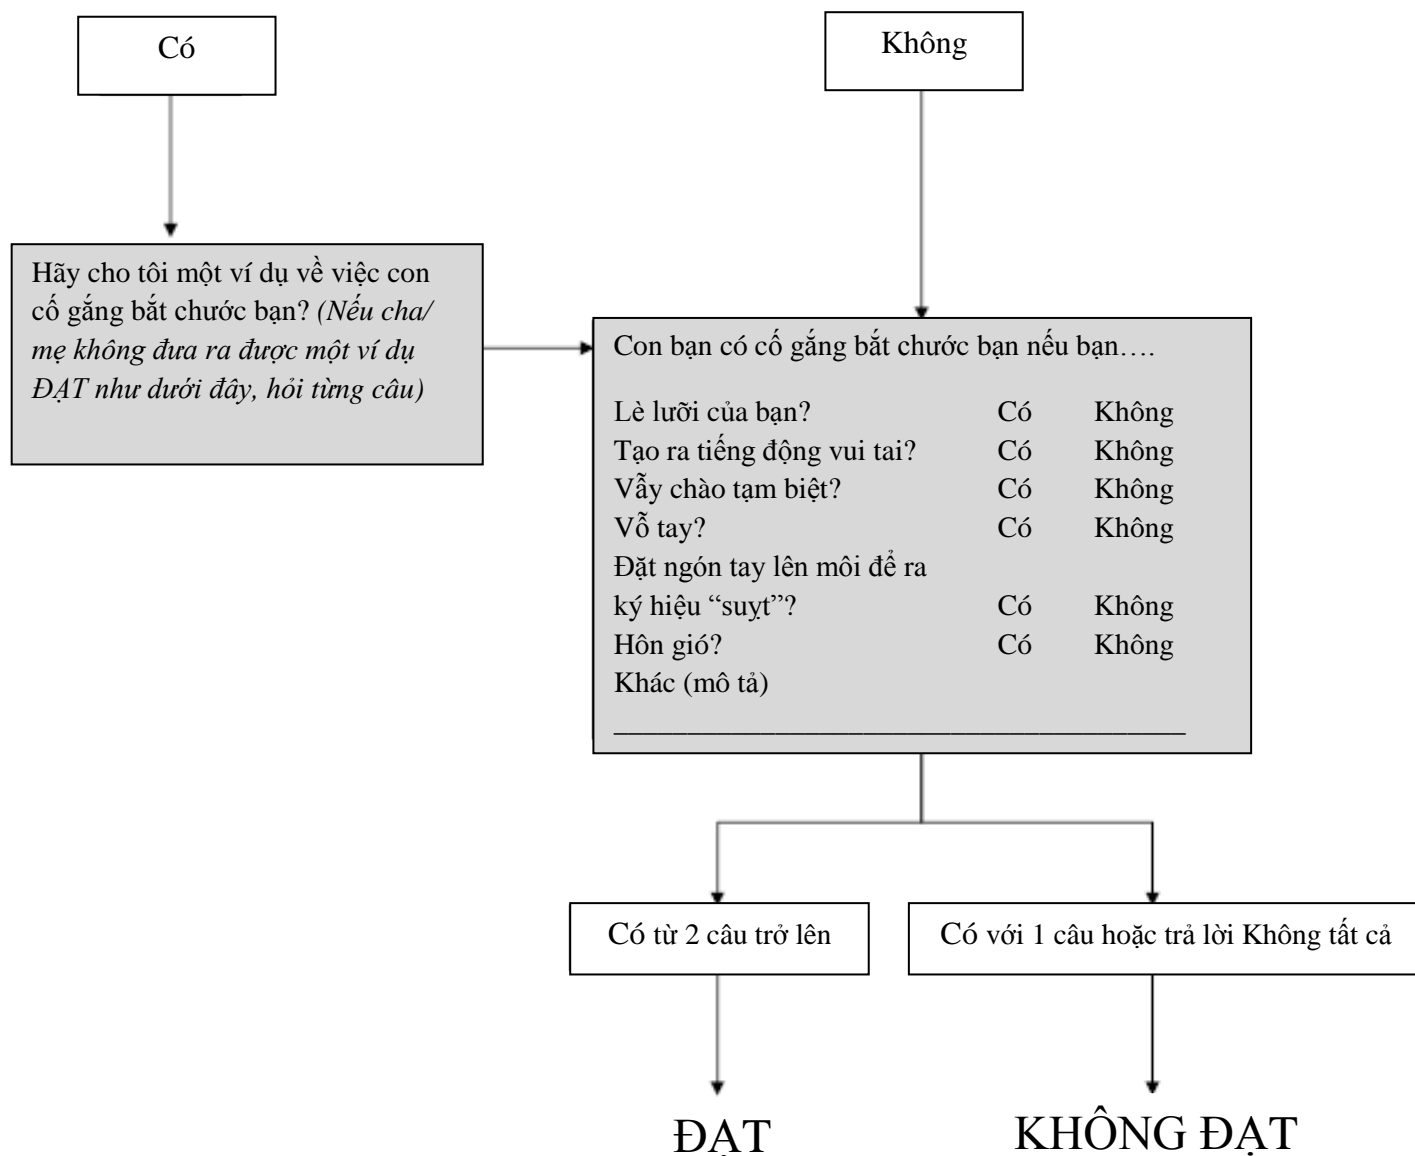 Có
Không
Hãy cho tôi một ví dụ về việc con
cố gắng bắt chước bạn? (Nếu cha/
mẹ không đưa ra được một ví dụ
ĐẠT như dưới đây, hỏi từng câu)
Con bạn có cố gắng bắt chước bạn nếu bạn….
Lè lưỡi của bạn? Có Không
Tạo ra tiếng động vui tai? Có Không
Vẫy chào tạm biệt? Có Không
Vỗ tay? Có Không
Đặt ngón tay lên môi để ra
ký hiệu “suỵt”? Có Không
Hôn gió? Có Không
Khác (mô tả)
Có từ 2 câu trở lên
Có với 1 câu hoặc trả lời Không tất cả
ĐẠT
KHÔNG ĐẠT